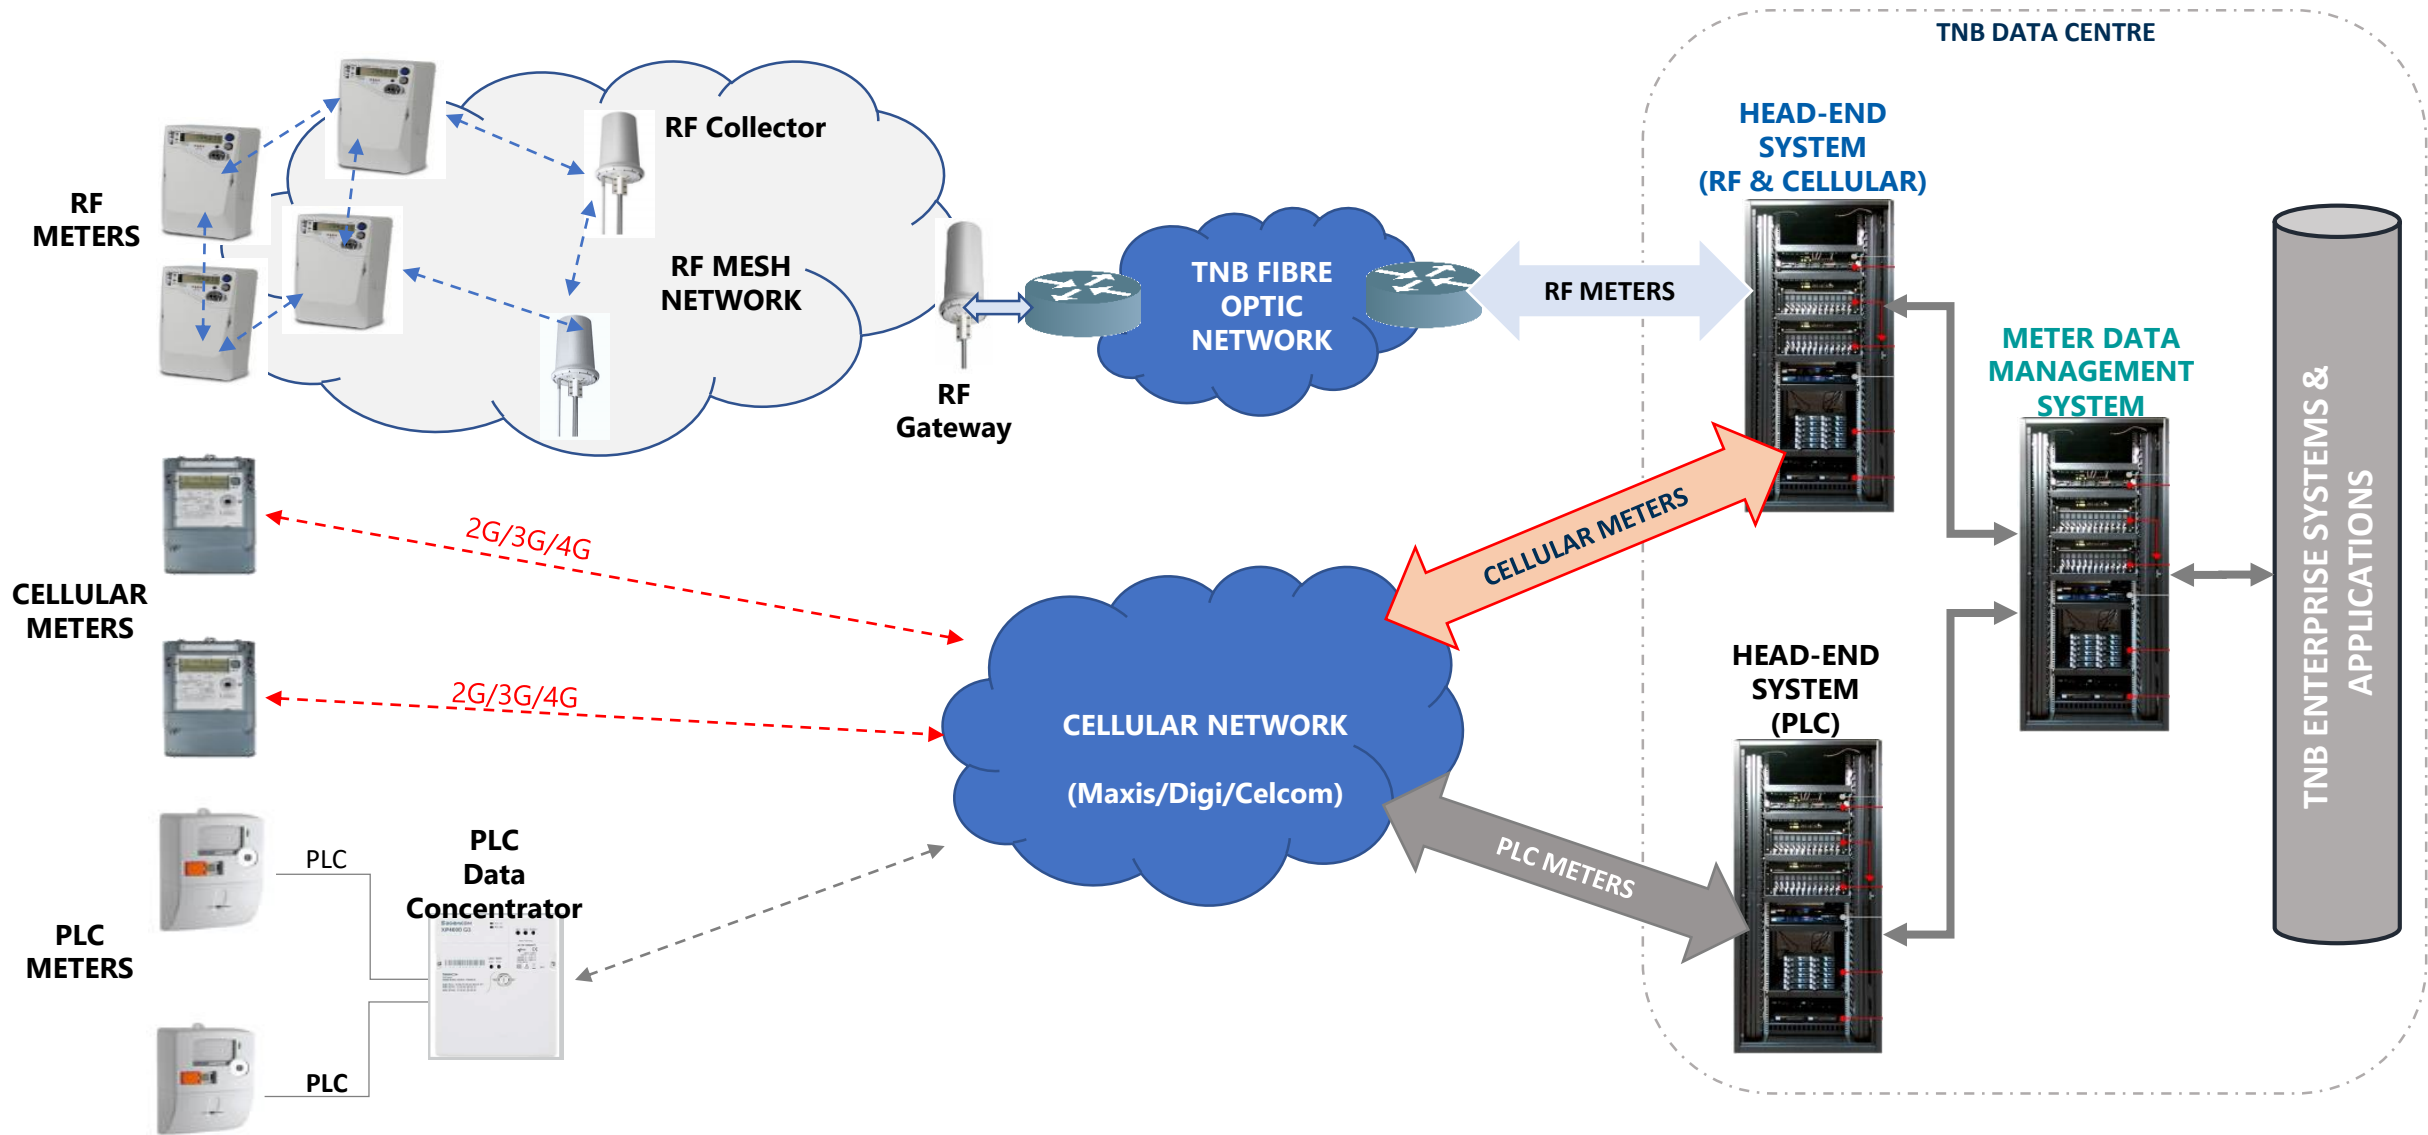 TNB DATA CENTRE
HEAD-END
SYSTEM
(RF & CELLULAR)
RF Collector
RF
METERS
RF MESH
NETWORK
TNB FIBRE
OPTIC
NETWORK
RF METERS
METER DATA
MANAGEMENT
SYSTEM
RF
Gateway
TNB ENTERPRISE SYSTEMS &
APPLICATIONS
2G/3G/4G
CELLULAR METERS
CELLULAR
METERS
2G/3G/4G
HEAD-END
SYSTEM
(PLC)
CELLULAR NETWORK
(Maxis/Digi/Celcom)
PLC
Data
Concentrator
PLC
PLC METERS
PLC
METERS
PLC